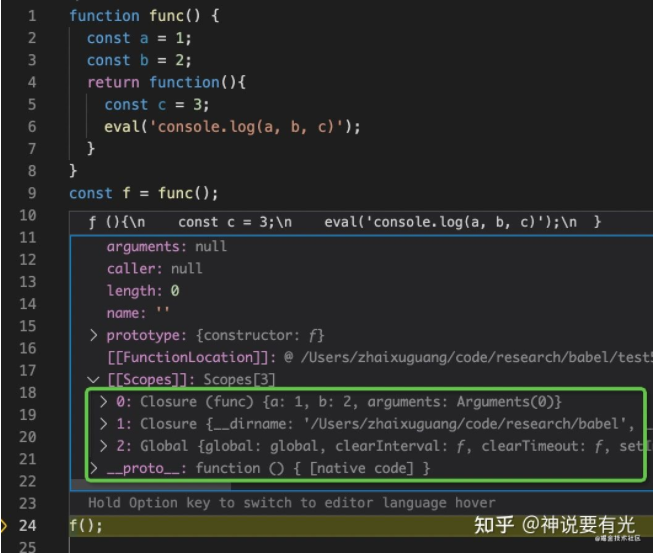 1 function func() {
2 const a = 1;
3 const b = 2;
4 return function(){
5 const c = 3;
6 eval('console.log(a, b, c)');
7 }
8 }
9 const f = func();
10
ƒ (){\n    const c = 3;\n    eval('console.log(a, b, c)');\n  }
11
arguments: null
12 caller: null
13 length: 0
14 name: ''
15 prototype: {constructor: ƒ}
16 [[FunctionLocation]]: @ /Users/zhaixuguang/code/research/babel/test5
17 [[Scopes]]: Scopes[3]
18 0: Closure (func) {a: 1, b: 2, arguments: Arguments(0)}
19 1: Closure {__dirname: '/Users/zhaixuguang/code/research/babel', _
20 2: Global {global: global, clearInterval: ƒ, clearTimeout: ƒ, set
21 __proto__: function () { [native code] }
22
23 Hold Option key to switch to editor language hover
24 f();
知乎 @神说要有光
@掘金技术社区
25